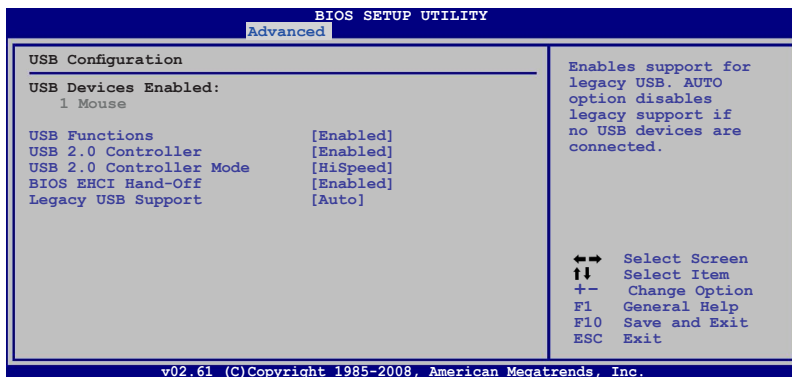 BIOS SETUP UTILITY
Advanced
USB Configuration
USB Devices Enabled:
1 Mouse
USB Functions [Enabled]
USB 2.0 Controller [Enabled]
USB 2.0 Controller Mode [HiSpeed]
BIOS EHCI Hand-Off [Enabled]
Legacy USB Support [Auto]
Enables support for
legacy USB. AUTO
option disables
legacy support if
no USB devices are
connected.
←→ Select Screen
↑↓ Select Item
+- Change Option
F1 General Help
F10 Save and Exit
ESC Exit
v02.61 (C)Copyright 1985-2008, American Megatrends, Inc.